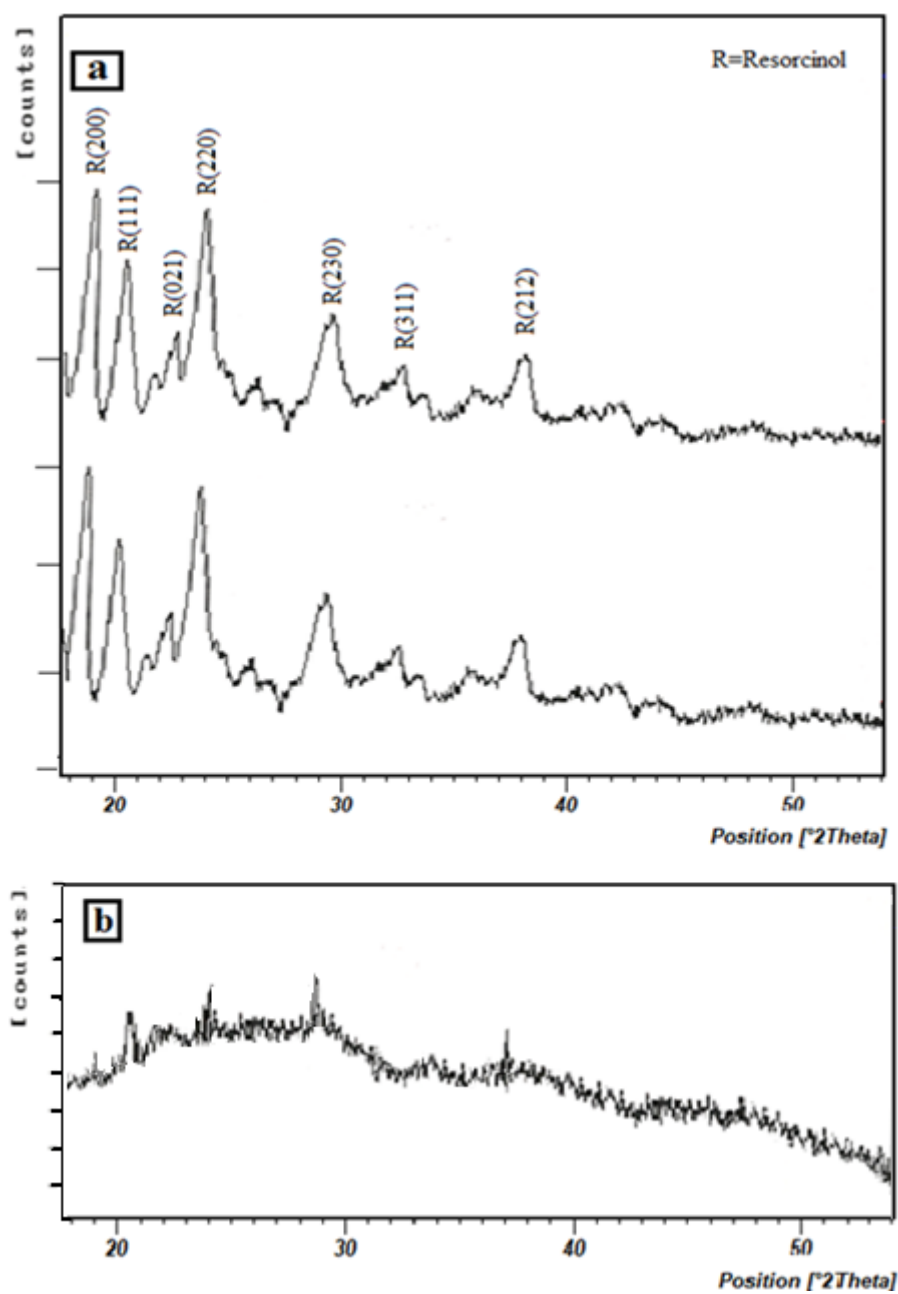 [counts]
a
R=Resorcinol
R(200)
R(111)
R(021)
R(220)
R(230)
R(311)
R(212)
20 30 40 50
Position [°2Theta]
[counts]
b
20 30 40 50
Position [°2Theta]